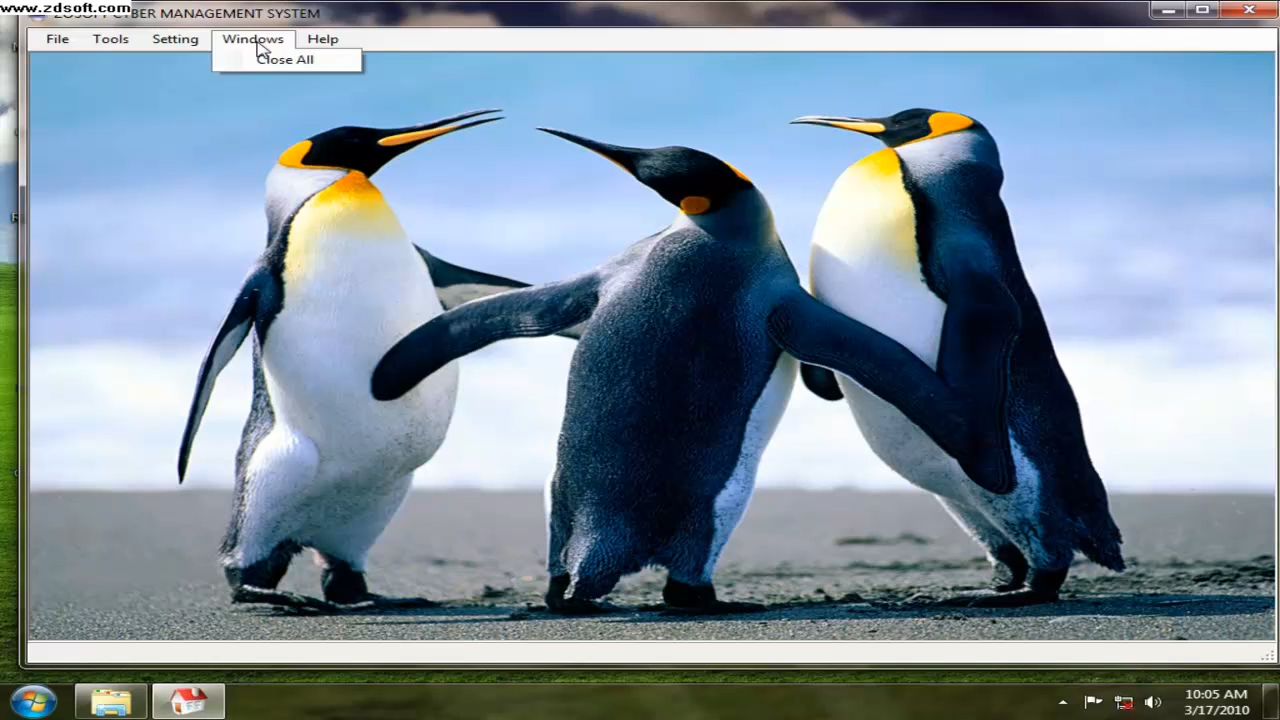 www.zdsoft.com
CYBER MANAGEMENT SYSTEM
File Tools Setting Windows Help
Close All
10:05 AM
3/17/2010